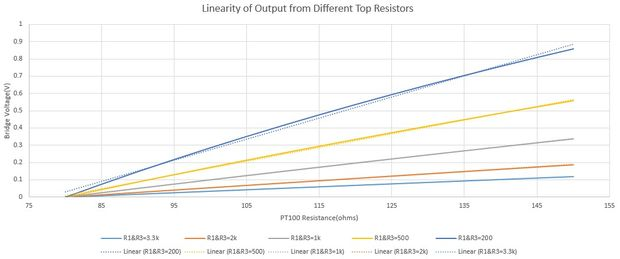 Linearity of Output from Different Top Resistors
1
0.9
0.8
0.7
0.6
0.5
0.4
0.3
0.2
0.1
0
Bridge Voltage(V)
75 85 95 105 115 125 135 145 155
PT100 Resistance(ohms)
R1&R3=3.3k R1&R3=2k R1&R3=1k R1&R3=500 R1&R3=200
Linear (R1&R3=200) Linear (R1&R3=500) Linear (R1&R3=1k) Linear (R1&R3=2k) Linear (R1&R3=3.3k)